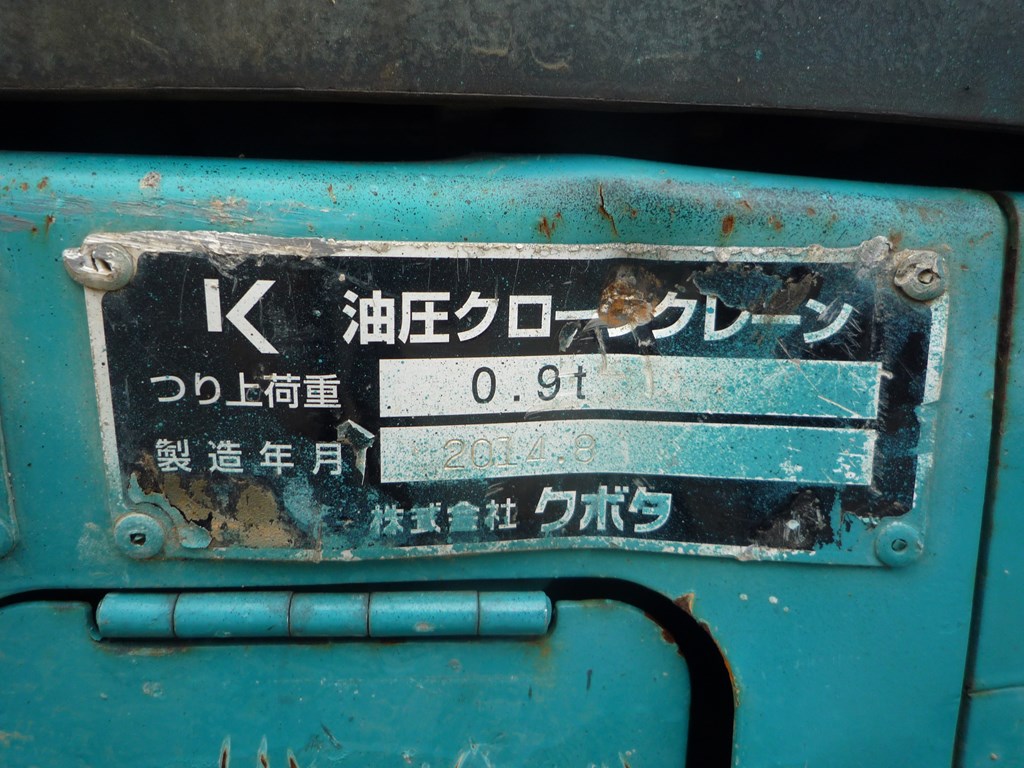 K 油圧クローラクレーン
つり上荷重 0.9t
製造年月 2014.8
株式会社 クボタ